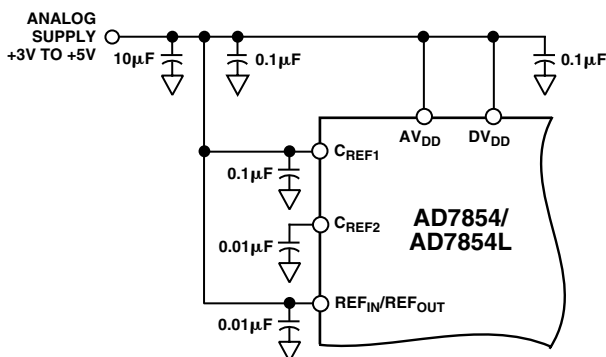 ANALOG
SUPPLY
+3V TO +5V
10µF
0.1µF
0.1µF
AVDD
DVDD
CREF1
0.1µF
CREF2
0.01µF
AD7854/
AD7854L
REFIN/REFOUT
0.01µF